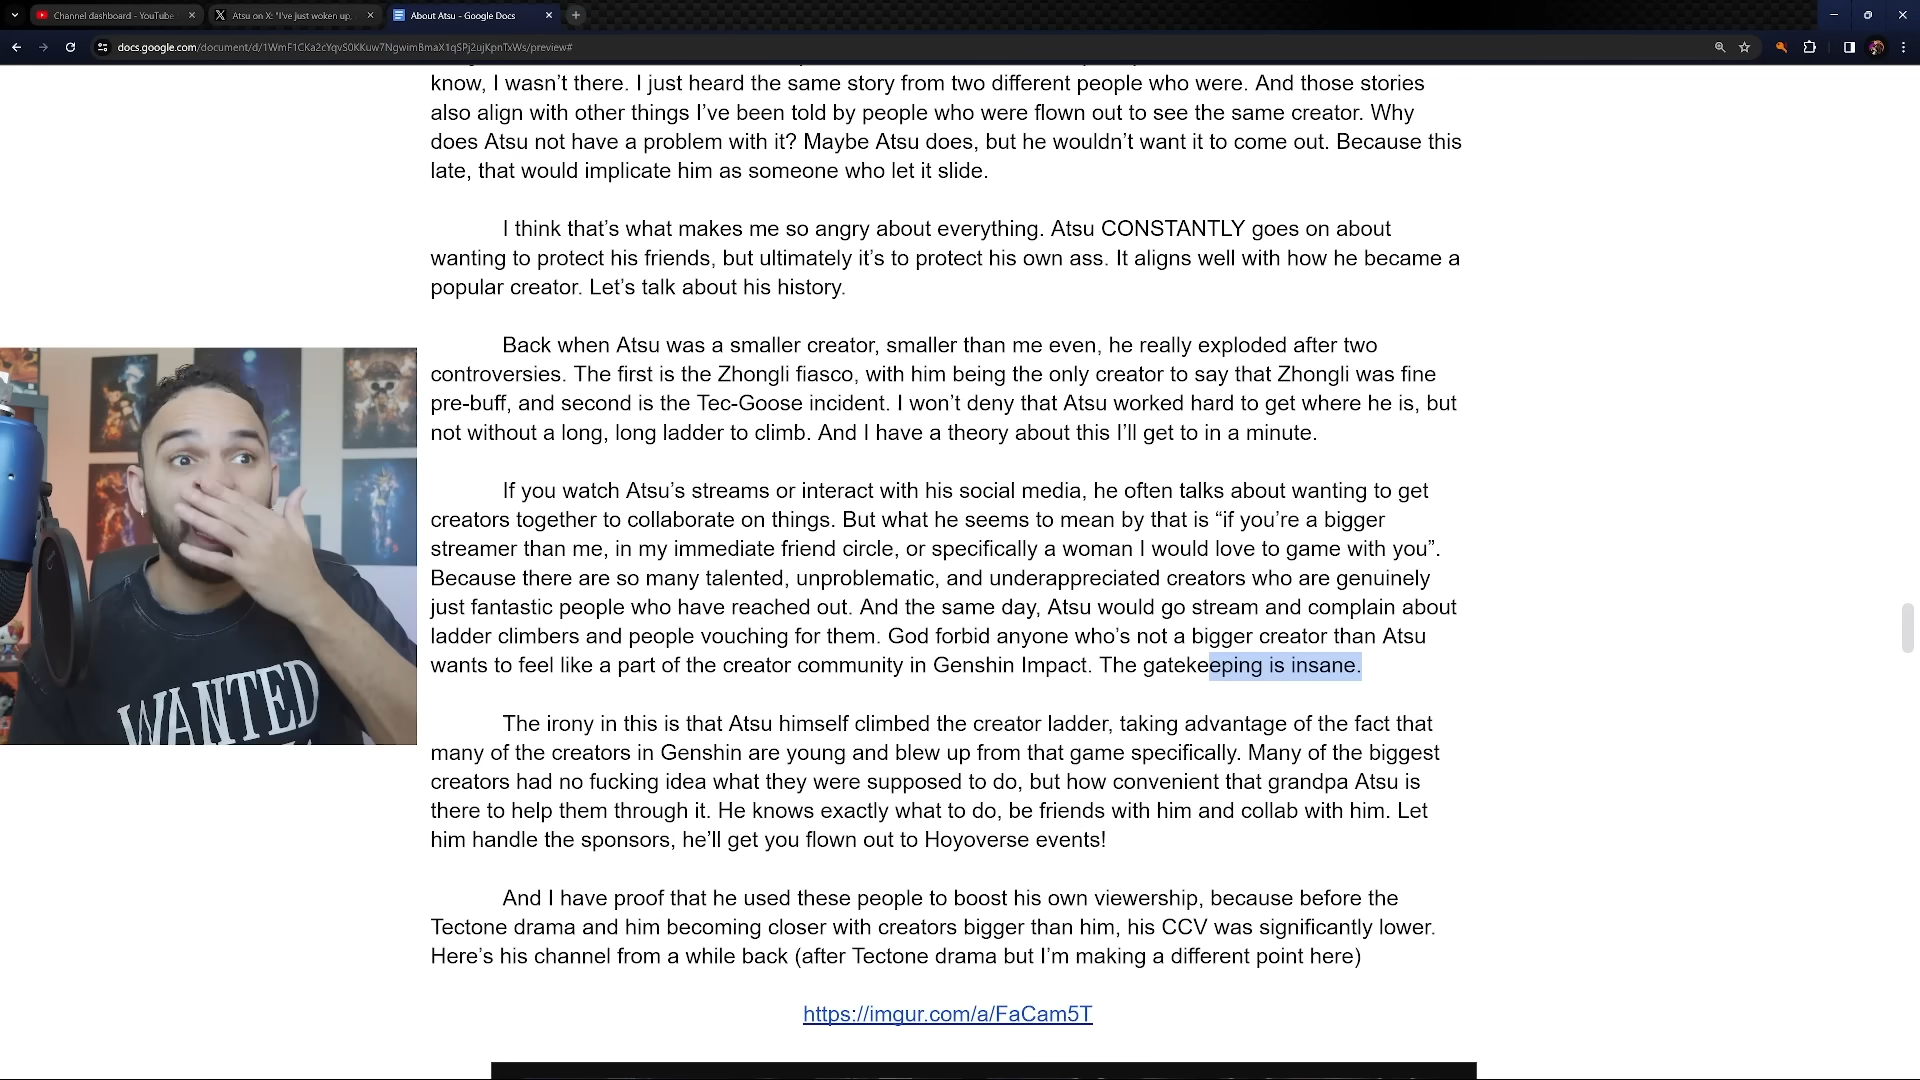 Channel dashboard - YouTube
Atsu on X: "I've just woken up,
About Atsu - Google Docs
docs.google.com/document/d/1WmF1CKa2cYqvS0KKuw7NgwimBmaX1qSPj2ujKpnTxWs/preview#
know, I wasn’t there. I just heard the same story from two different people who were. And those stories
also align with other things I’ve been told by people who were flown out to see the same creator. Why
does Atsu not have a problem with it? Maybe Atsu does, but he wouldn’t want it to come out. Because this
late, that would implicate him as someone who let it slide.
I think that’s what makes me so angry about everything. Atsu CONSTANTLY goes on about
wanting to protect his friends, but ultimately it’s to protect his own ass. It aligns well with how he became a
popular creator. Let’s talk about his history.
Back when Atsu was a smaller creator, smaller than me even, he really exploded after two
controversies. The first is the Zhongli fiasco, with him being the only creator to say that Zhongli was fine
pre-buff, and second is the Tec-Goose incident. I won’t deny that Atsu worked hard to get where he is, but
not without a long, long ladder to climb. And I have a theory about this I’ll get to in a minute.
If you watch Atsu’s streams or interact with his social media, he often talks about wanting to get
creators together to collaborate on things. But what he seems to mean by that is “if you’re a bigger
streamer than me, in my immediate friend circle, or specifically a woman I would love to game with you”.
Because there are so many talented, unproblematic, and underappreciated creators who are genuinely
just fantastic people who have reached out. And the same day, Atsu would go stream and complain about
ladder climbers and people vouching for them. God forbid anyone who’s not a bigger creator than Atsu
wants to feel like a part of the creator community in Genshin Impact. The gatekeeping is insane.
The irony in this is that Atsu himself climbed the creator ladder, taking advantage of the fact that
many of the creators in Genshin are young and blew up from that game specifically. Many of the biggest
creators had no fucking idea what they were supposed to do, but how convenient that grandpa Atsu is
there to help them through it. He knows exactly what to do, be friends with him and collab with him. Let
him handle the sponsors, he’ll get you flown out to Hoyoverse events!
And I have proof that he used these people to boost his own viewership, because before the
Tectone drama and him becoming closer with creators bigger than him, his CCV was significantly lower.
Here’s his channel from a while back (after Tectone drama but I’m making a different point here)
https://imgur.com/a/FaCam5T
WANTED